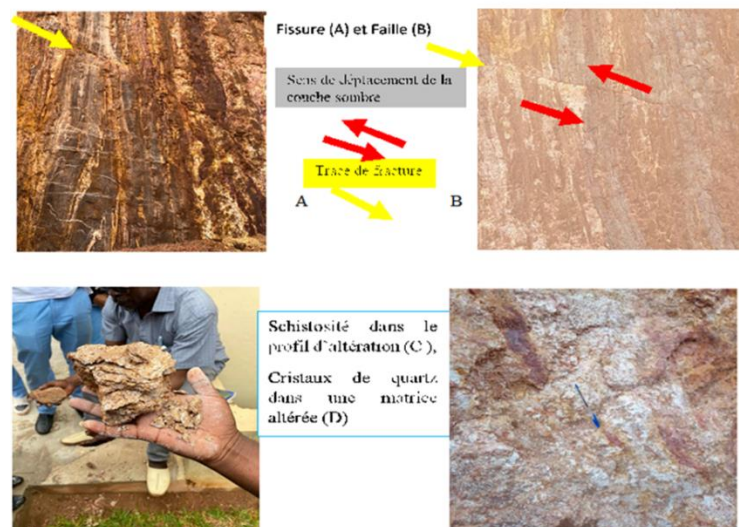 Fissure (A) et Faille (B)
Sens de déplacement de la
couche sombre
Trace de fracture
A
B
Schistosité dans le
profil d'altération (C ),
Cristaux de quartz
dans une matrice
altérée (D)